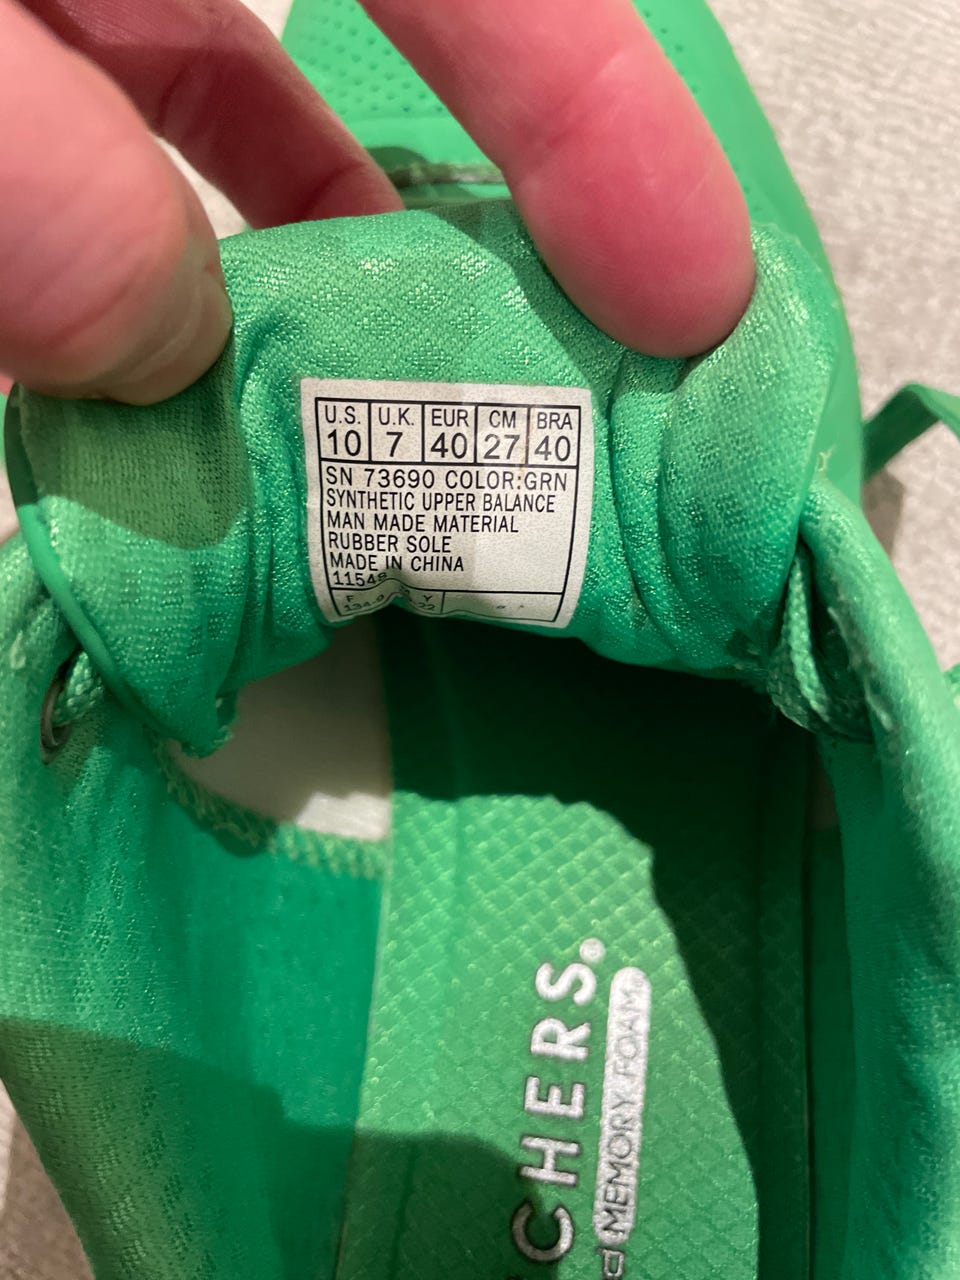 U.S. U.K. EUR CM BRA
10 7 40 27 40
SN 73690 COLOR:GRN
SYNTHETIC UPPER BALANCE
MAN MADE MATERIAL
RUBBER SOLE
MADE IN CHINA
11548
F Y
CHERS®
MEMORY FOAM